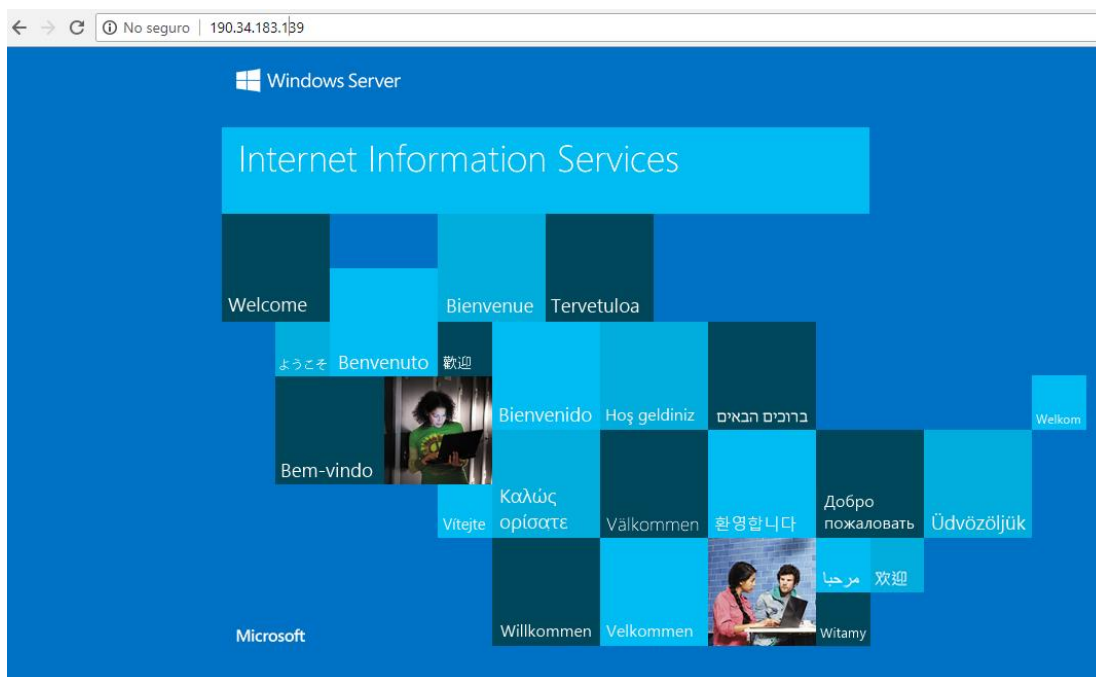 No seguro | 190.34.183.139
Windows Server
Internet Information Services
Welcome
Bienvenue
Tervetuloa
ようこそ
Benvenuto
歡迎
Bienvenido
Hoş geldiniz
ברוכים הבאים
Welkom
Bem-vindo
Vítejte
Καλώς
ορίσατε
Välkommen
환영합니다
Добро
пожаловать
Üdvözöljük
مرحبا
欢迎
Microsoft
Willkommen
Velkommen
Witamy